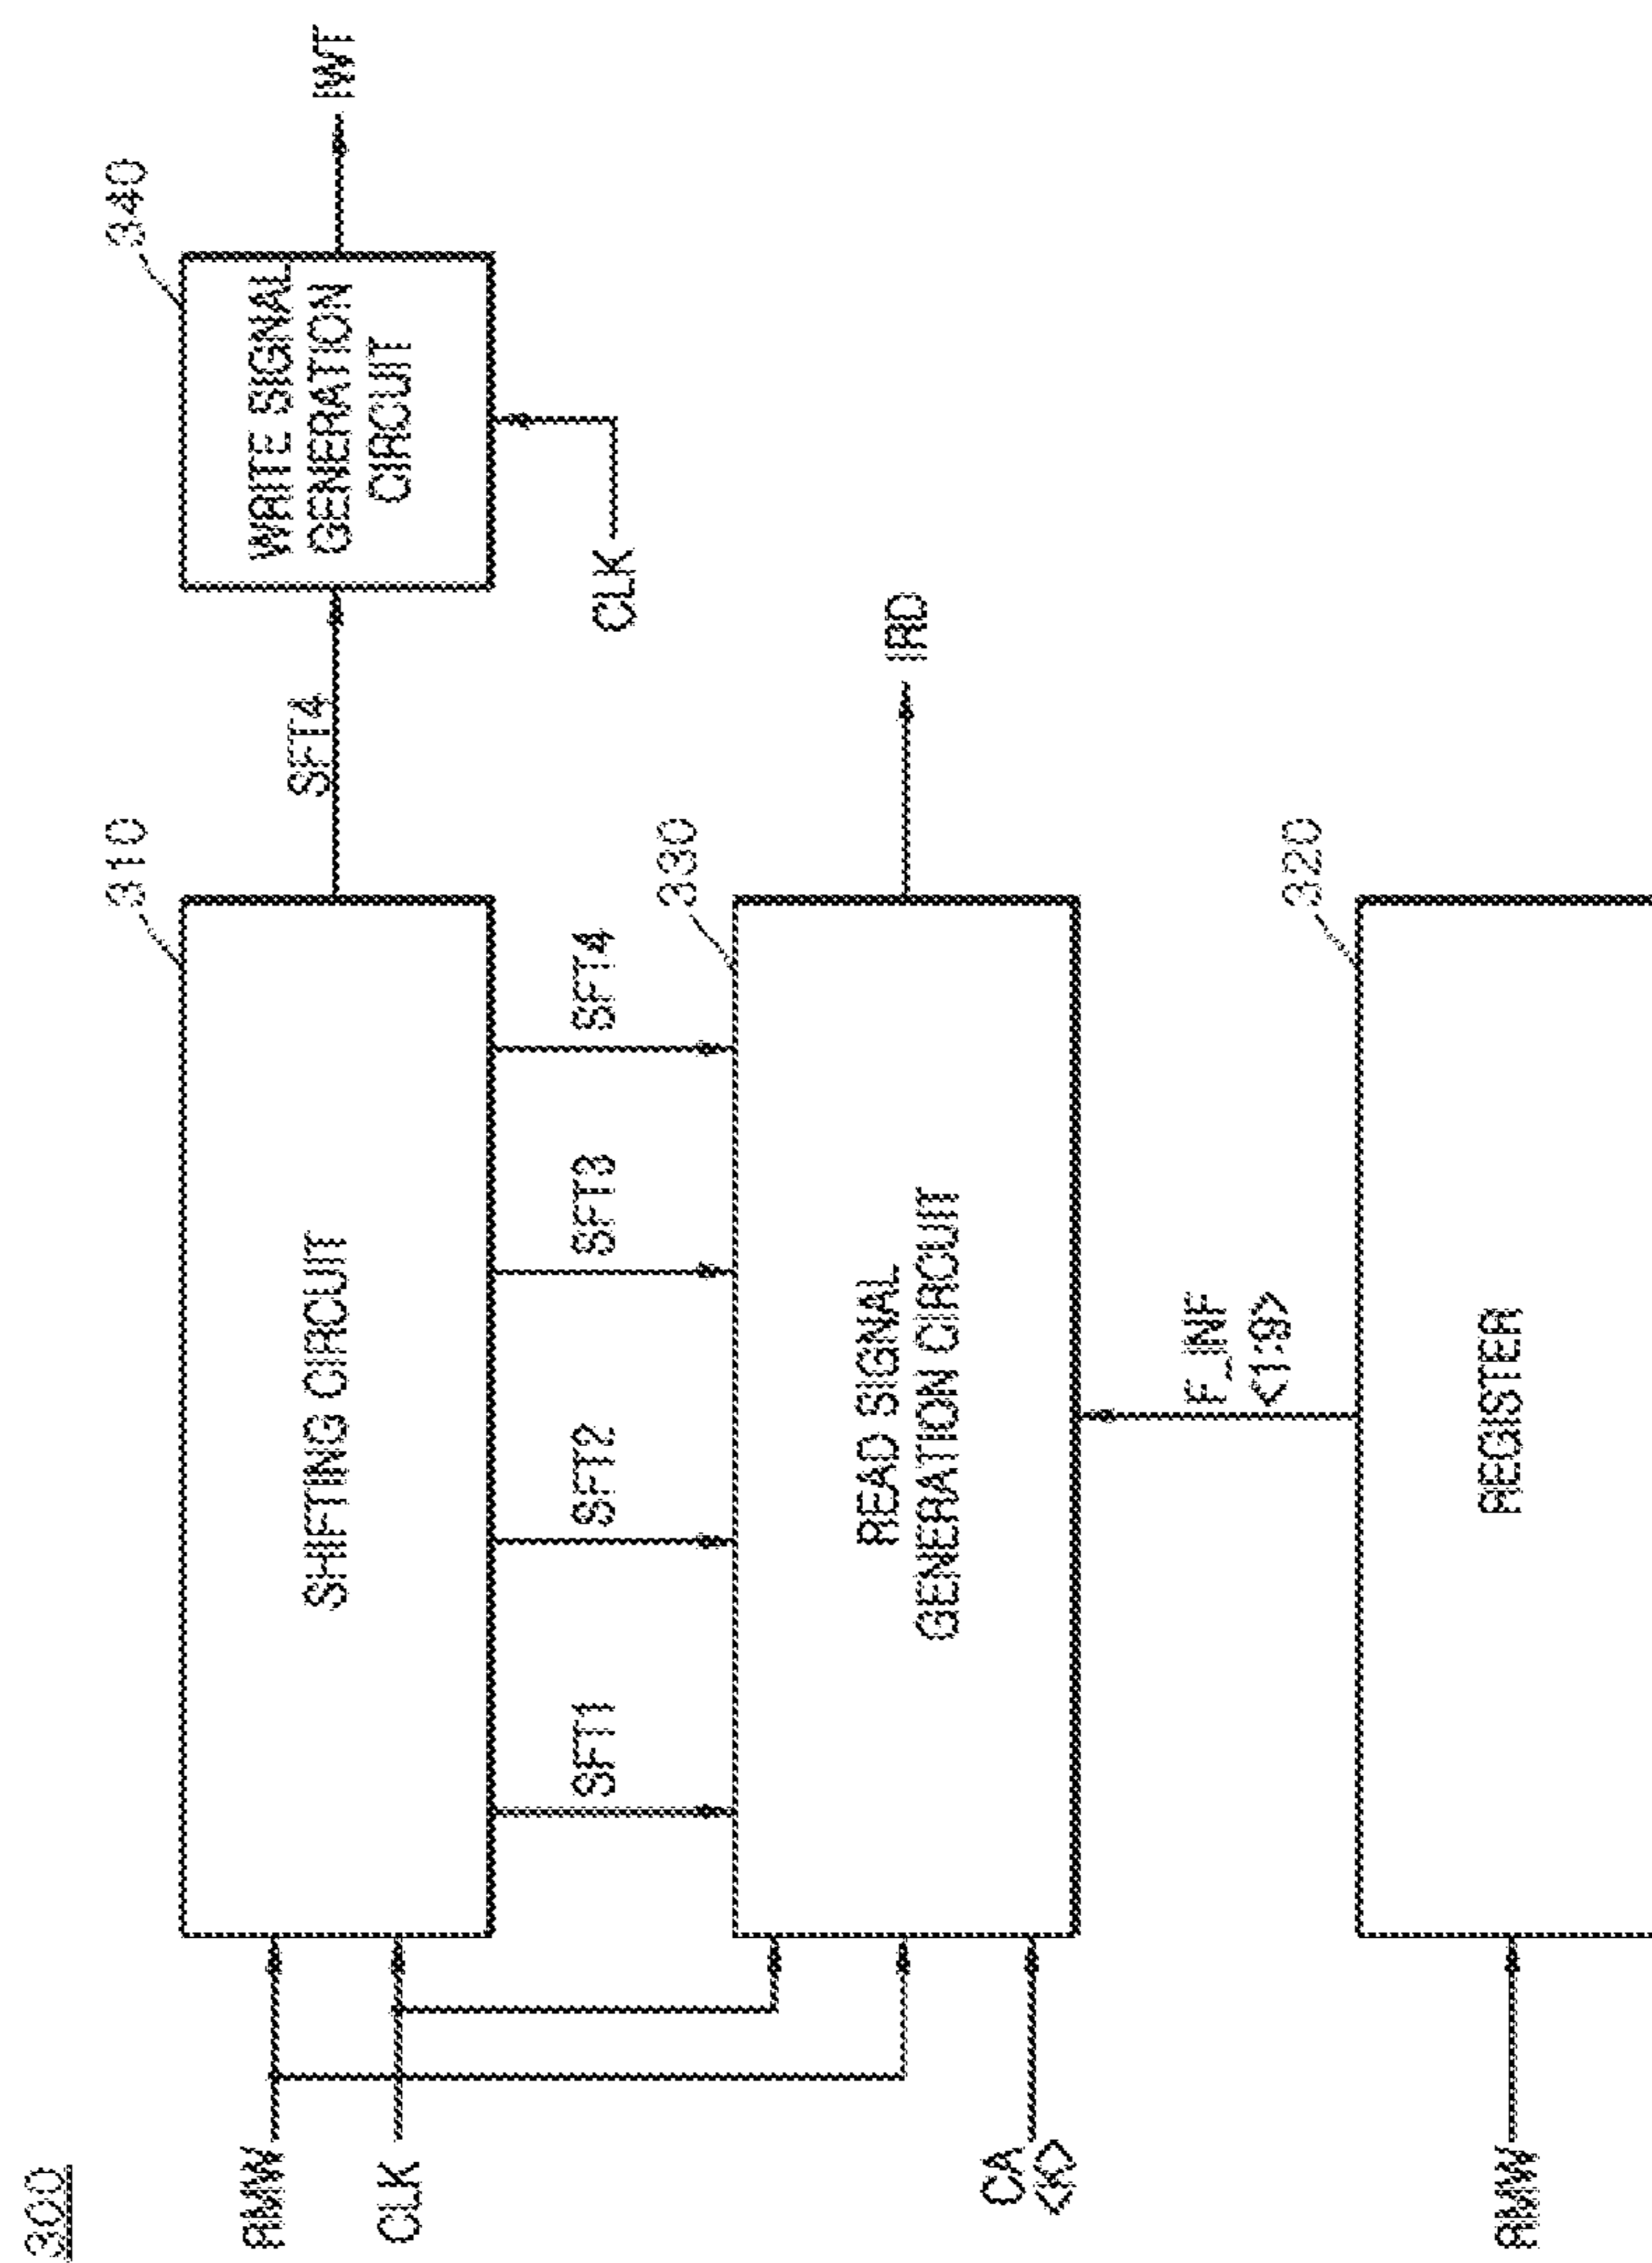 300
RMW
CLK
SHIFTING CIRCUIT
310
SFT4
WRITE SIGNAL
GENERATION
CIRCUIT
340
IWT
CLK
SFT1
SFT2
SFT3
SFT4
330
CA
<K>
READ SIGNAL
GENERATION CIRCUIT
IRD
F_INF
<1:9>
320
RMW
REGISTER